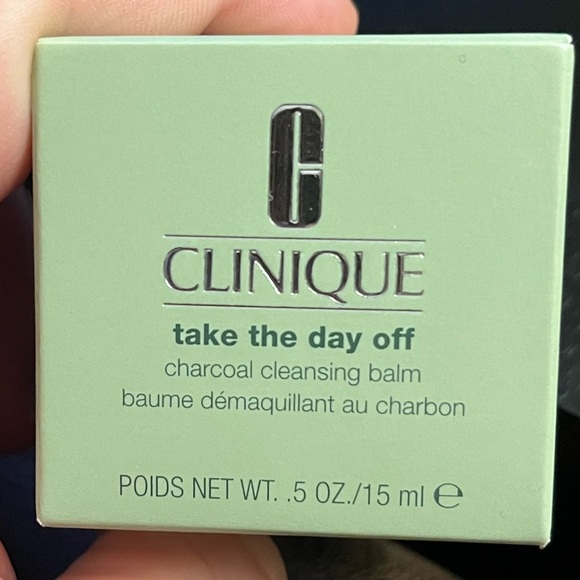 C
CLINIQUE
take the day off
charcoal cleansing balm
baume démaquillant au charbon
POIDS NET WT. .5 OZ./15 ml ℮